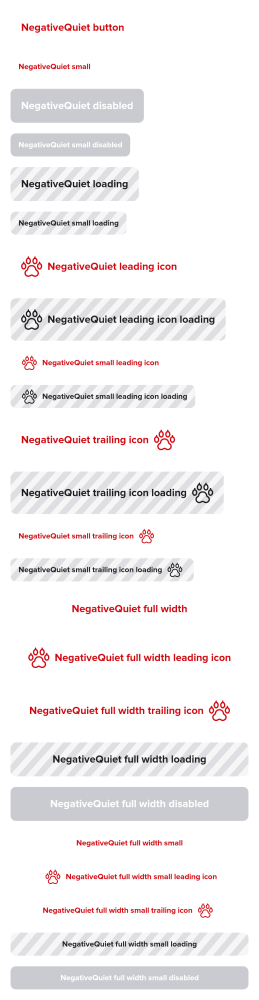 NegativeQuiet button
NegativeQuiet small
NegativeQuiet disabled
NegativeQuiet small disabled
NegativeQuiet loading
NegativeQuiet small loading
NegativeQuiet leading icon
NegativeQuiet leading icon loading
NegativeQuiet small leading icon
NegativeQuiet small leading icon loading
NegativeQuiet trailing icon
NegativeQuiet trailing icon loading
NegativeQuiet small trailing icon
NegativeQuiet small trailing icon loading
NegativeQuiet full width
NegativeQuiet full width leading icon
NegativeQuiet full width trailing icon
NegativeQuiet full width loading
NegativeQuiet full width disabled
NegativeQuiet full width small
NegativeQuiet full width small leading icon
NegativeQuiet full width small trailing icon
NegativeQuiet full width small loading
NegativeQuiet full width small disabled